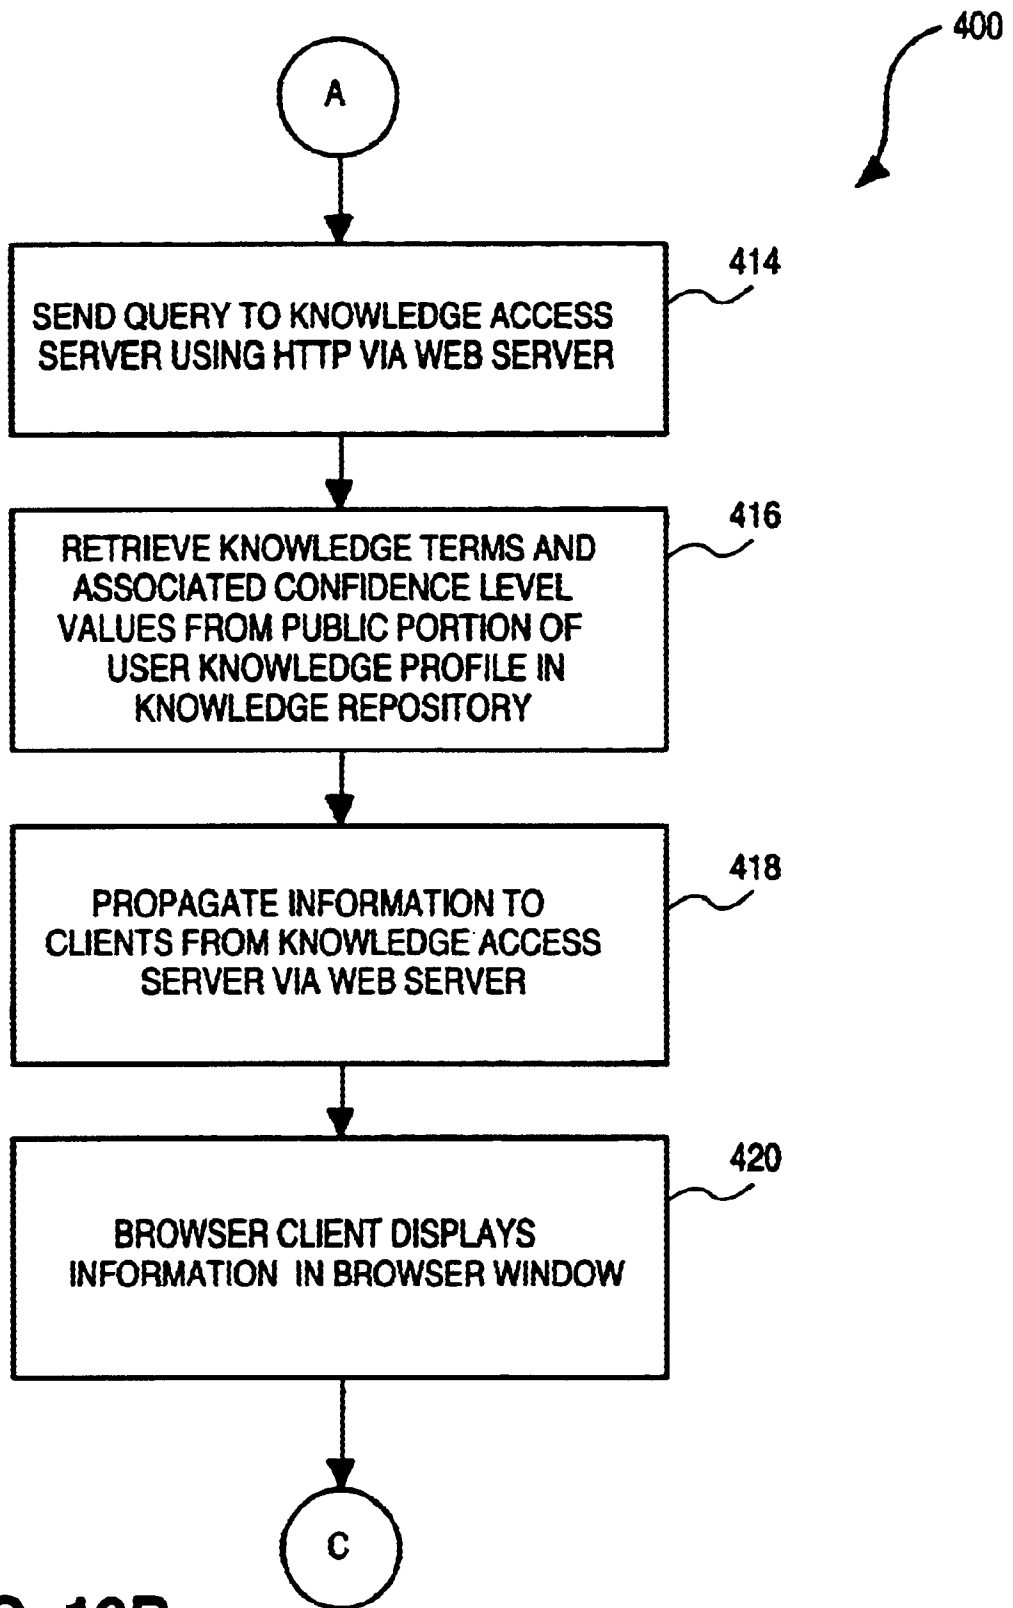 400
A
414
SEND QUERY TO KNOWLEDGE ACCESS
SERVER USING HTTP VIA WEB SERVER
416
RETRIEVE KNOWLEDGE TERMS AND
ASSOCIATED CONFIDENCE LEVEL
VALUES FROM PUBLIC PORTION OF
USER KNOWLEDGE PROFILE IN
KNOWLEDGE REPOSITORY
418
PROPAGATE INFORMATION TO
CLIENTS FROM KNOWLEDGE ACCESS
SERVER VIA WEB SERVER
420
BROWSER CLIENT DISPLAYS
INFORMATION IN BROWSER WINDOW
C